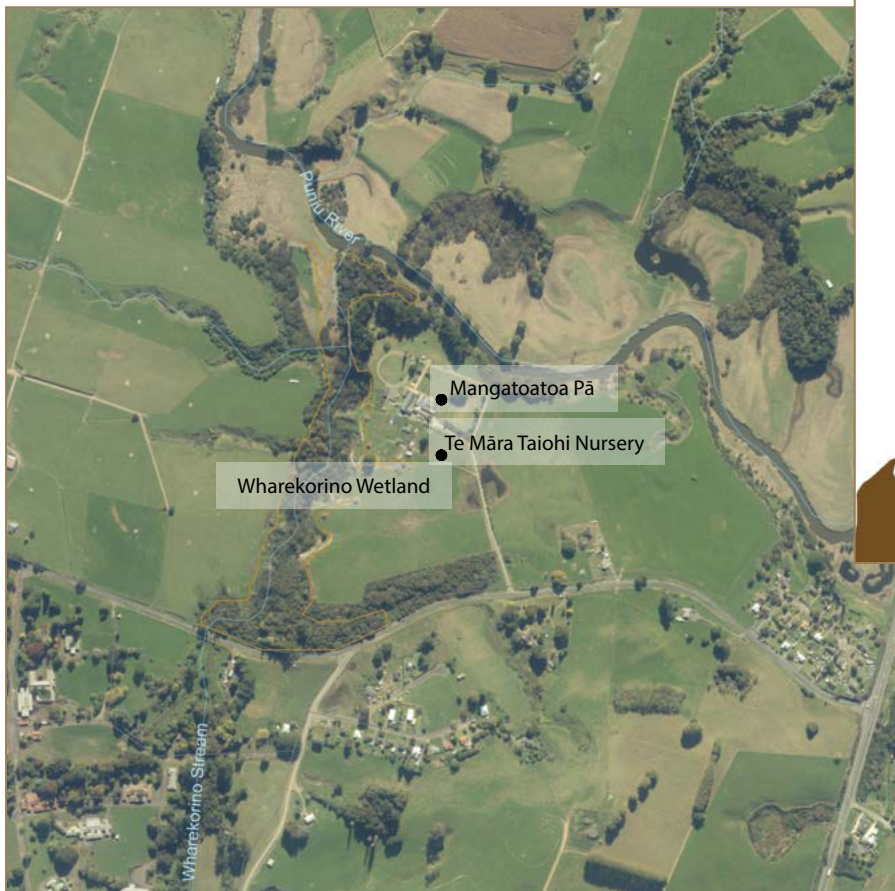 Puniu River
Mangatoatoa Pā
Te Māra Taiohi Nursery
Wharekorino Wetland
Wharekorino Stream